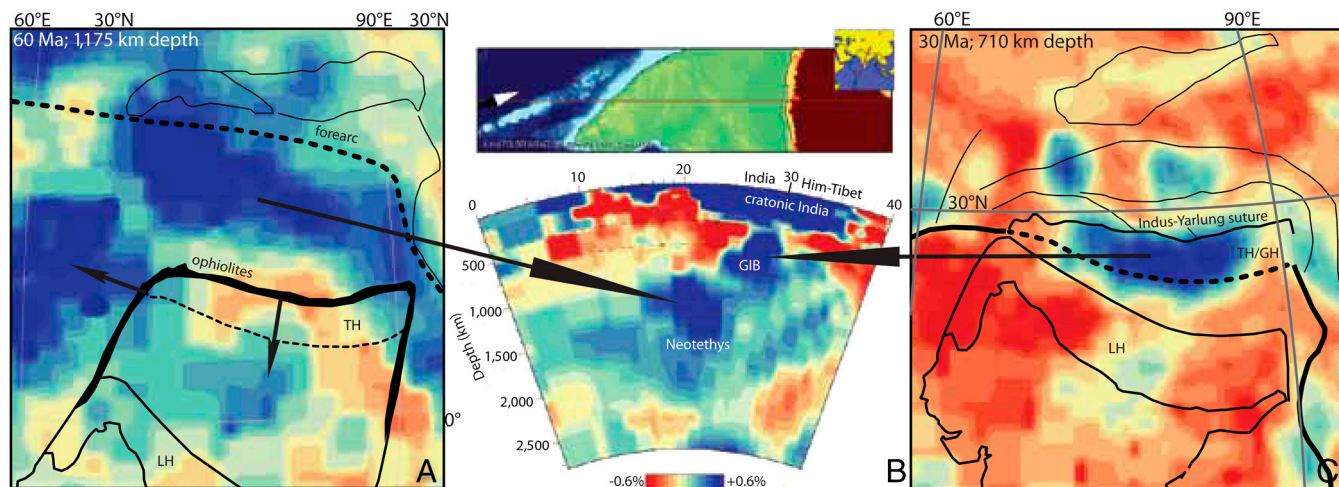 60°E 30°N 90°E 30°N
60 Ma; 1,175 km depth
forearc
ophiolites
TH
LH
0°
A
India Him-Tibet
cratonic India
0 10 20 30 40
500
1,000
1,500
2,000
2,500
Depth (km)
GIB
Neotethys
-0.6% +0.6%
B
60°E 90°E
30 Ma; 710 km depth
30°N
Indus-Yarlung suture
TH/GH
LH
C